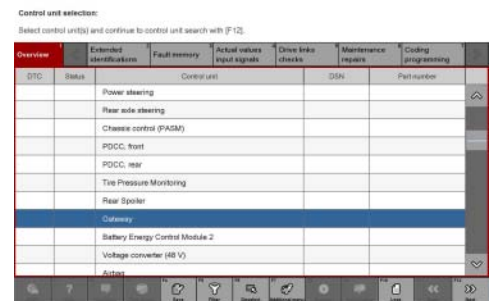 Control unit selection:
Select control unit(s) and continue to control unit search with [F12].
Overview
Extended identifications
Fault memory
Actual values input signals
Drive links checks
Maintenance repairs
Coding programming
DTC Status Control unit DSN Part number
Power steering
Rear axle steering
Chassis control (PASM)
PDCC, front
PDCC, rear
Tire Pressure Monitoring
Rear Spoiler
Gateway
Battery Energy Control Module 2
Voltage converter (48 V)
Airbag
Save
Filter